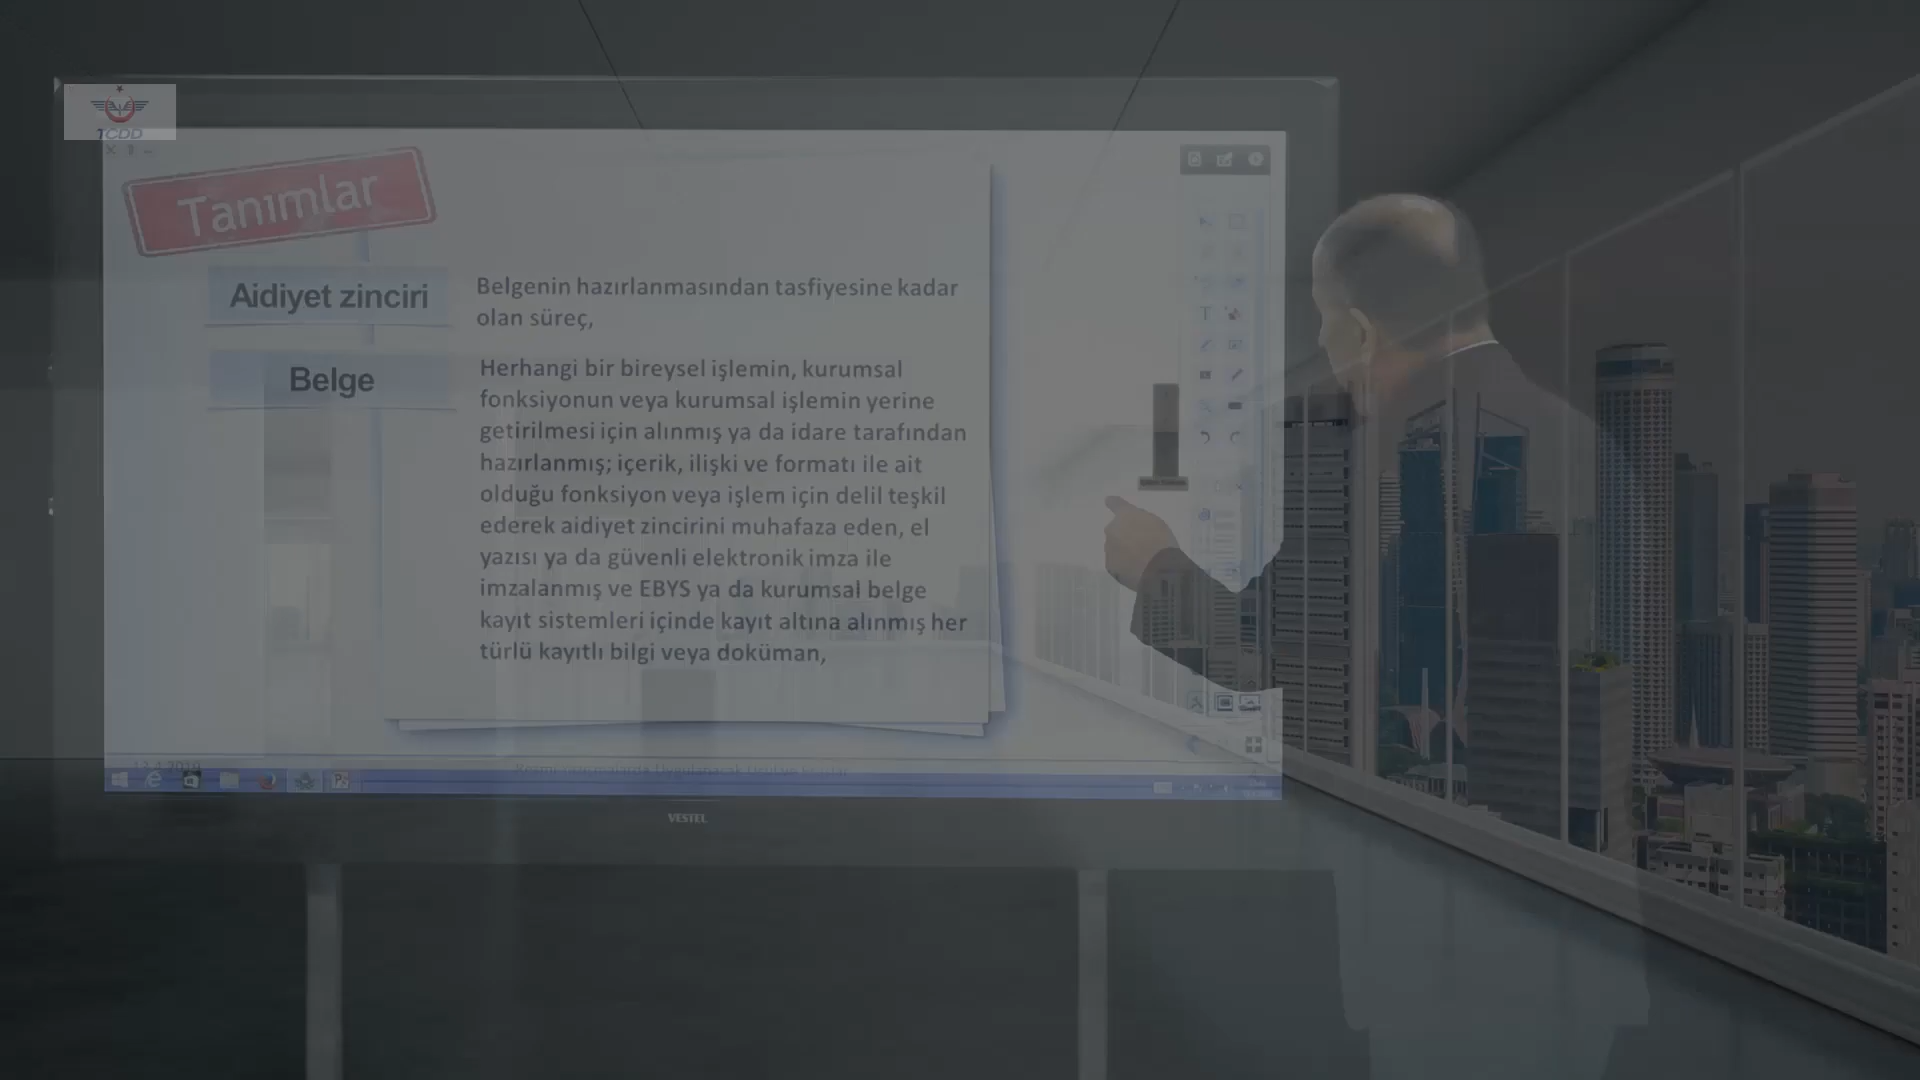 TCDD
Tanımlar
Aidiyet zinciri
Belgenin hazırlanmasından tasfiyesine kadar
olan süreç,
Belge
Herhangi bir bireysel işlemin, kurumsal
fonksiyonun veya kurumsal işlemin yerine
getirilmesi için alınmış ya da idare tarafından
hazırlanmış; içerik, ilişki ve formatı ile ait
olduğu fonksiyon veya işlem için delil teşkil
ederek aidiyet zincirini muhafaza eden, el
yazısı ya da güvenli elektronik imza ile
imzalanmış ve EBYS ya da kurumsal belge
kayıt sistemleri içinde kayıt altına alınmış her
türlü kayıtlı bilgi veya doküman,
VESTEL